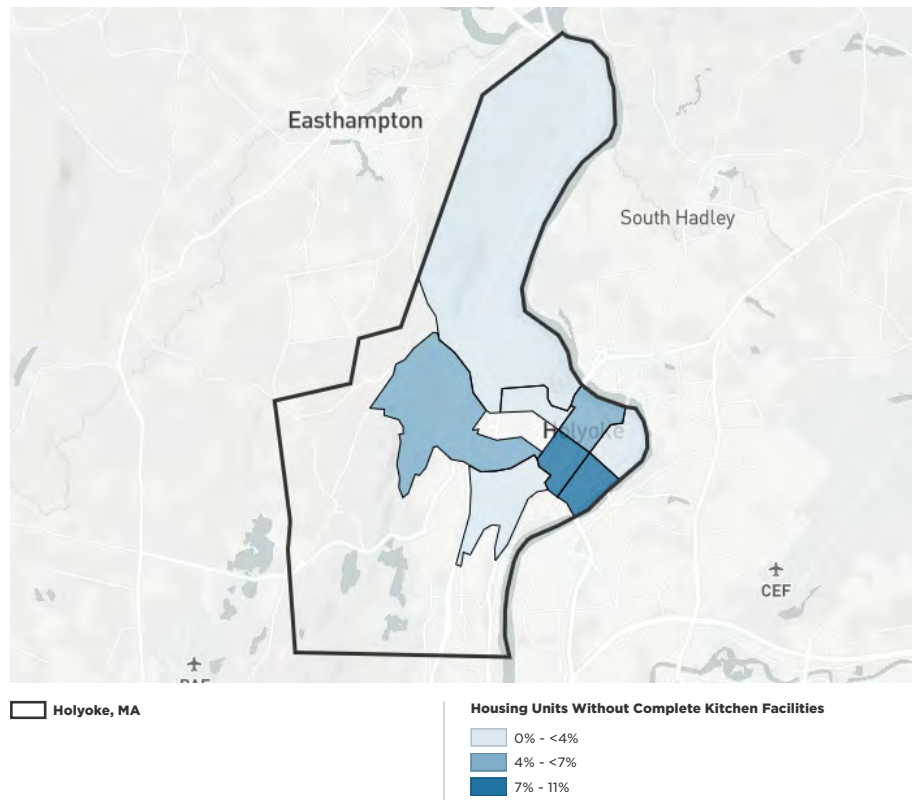 Easthampton
South Hadley
Holyoke
CEF
Holyoke, MA
Housing Units Without Complete Kitchen Facilities
0% - <4%
4% - <7%
7% - 11%